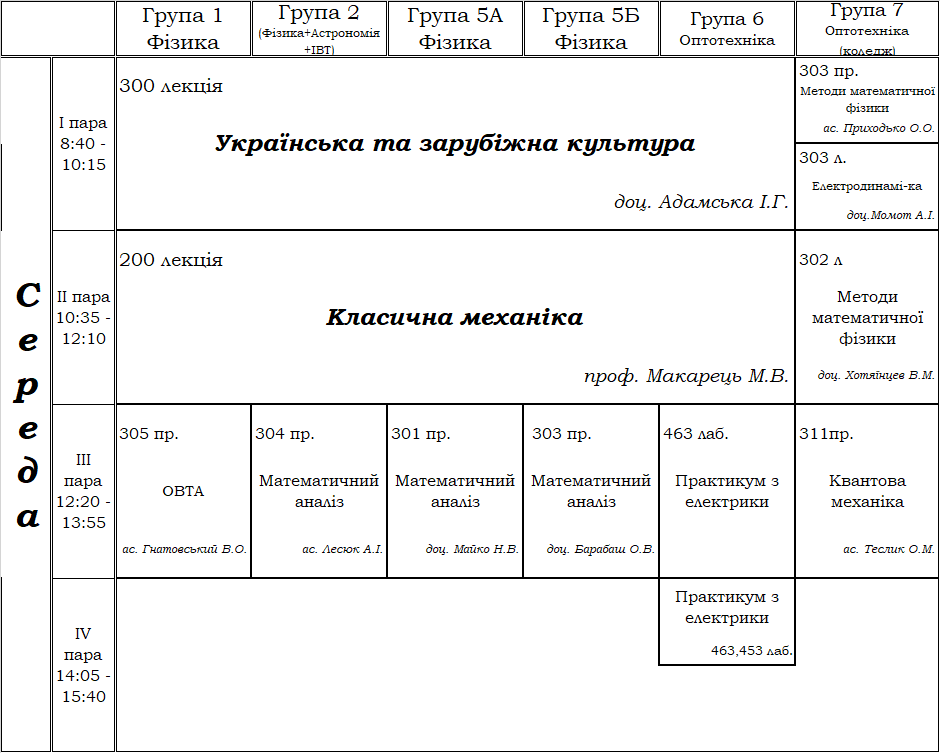 Група 1
Фізика
Група 2
(Фізика+Астрономія
+ІВТ)
Група 5А
Фізика
Група 5Б
Фізика
Група 6
Оптотехніка
Група 7
Оптотехніка
(коледж)
Середа
І пара
8:40 -
10:15
300 лекція
Українська та зарубіжна культура
доц. Адамська І.Г.
303 пр.
Методи математичної
фізики
ас. Приходько О.О.
303 л.
Електродинамі-ка
доц.Момот А.І.
ІІ пара
10:35 -
12:10
200 лекція
Класична механіка
проф. Макарець М.В.
302 л
Методи
математичної
фізики
доц. Хотяїнцев В.М.
ІІІ
пара
12:20 -
13:55
305 пр.
ОВТА
ас. Гнатовський В.О.
304 пр.
Математичний
аналіз
ас. Лесюк А.І.
301 пр.
Математичний
аналіз
доц. Майко Н.В.
303 пр.
Математичний
аналіз
доц. Барабаш О.В.
463 лаб.
Практикум з
електрики
311пр.
Квантова
механіка
ас. Теслик О.М.
IV
пара
14:05 -
15:40
Практикум з
електрики
463,453 лаб.